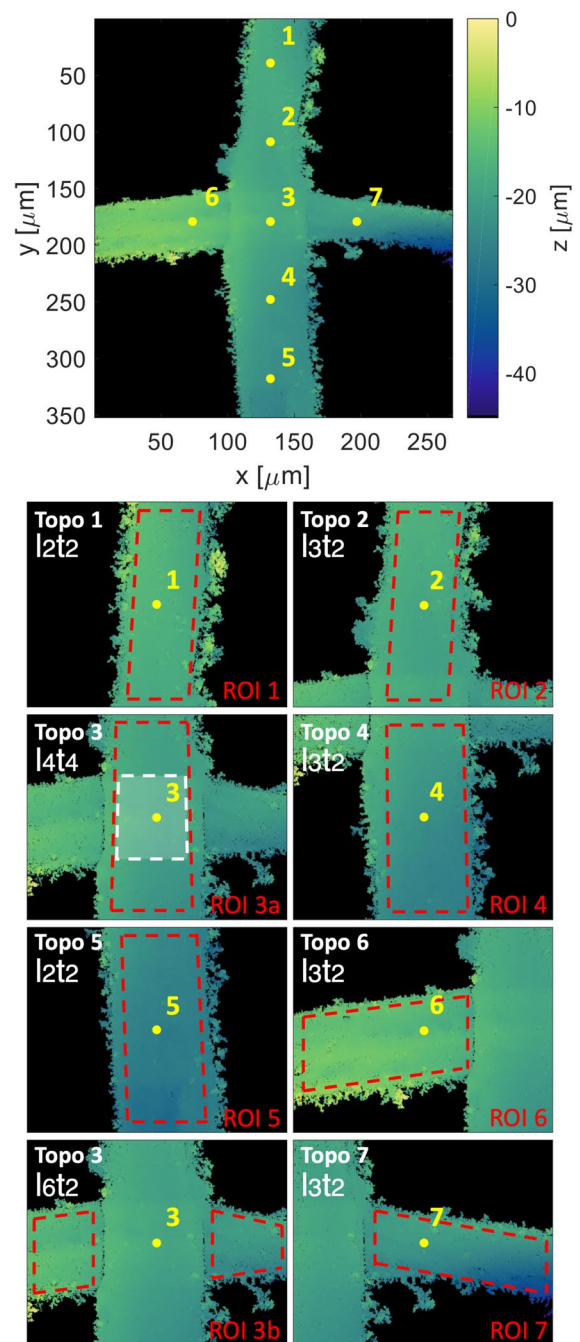 1
2
6 3 7
4
5
50
100
150
200
250
300
350
y [μm]
50 100 150 200 250
x [μm]
0
-10
-20
-30
-40
z [μm]
Topo 1
l2t2
1
ROI 1
Topo 2
l3t2
2
ROI 2
Topo 3
l4t4
3
ROI 3a
Topo 4
l3t2
4
ROI 4
Topo 5
l2t2
5
ROI 5
Topo 6
l3t2
6
ROI 6
Topo 3
l6t2
3
ROI 3b
Topo 7
l3t2
7
ROI 7